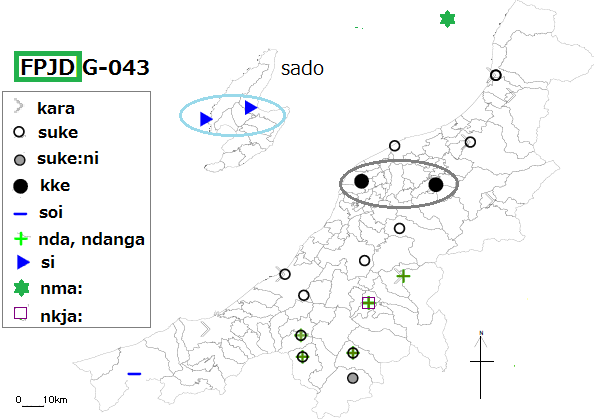 FPJD G-043
sado
kara
suke
suke:ni
kke
soi
nda, ndanga
si
nma:
nkja:
0 10km
N